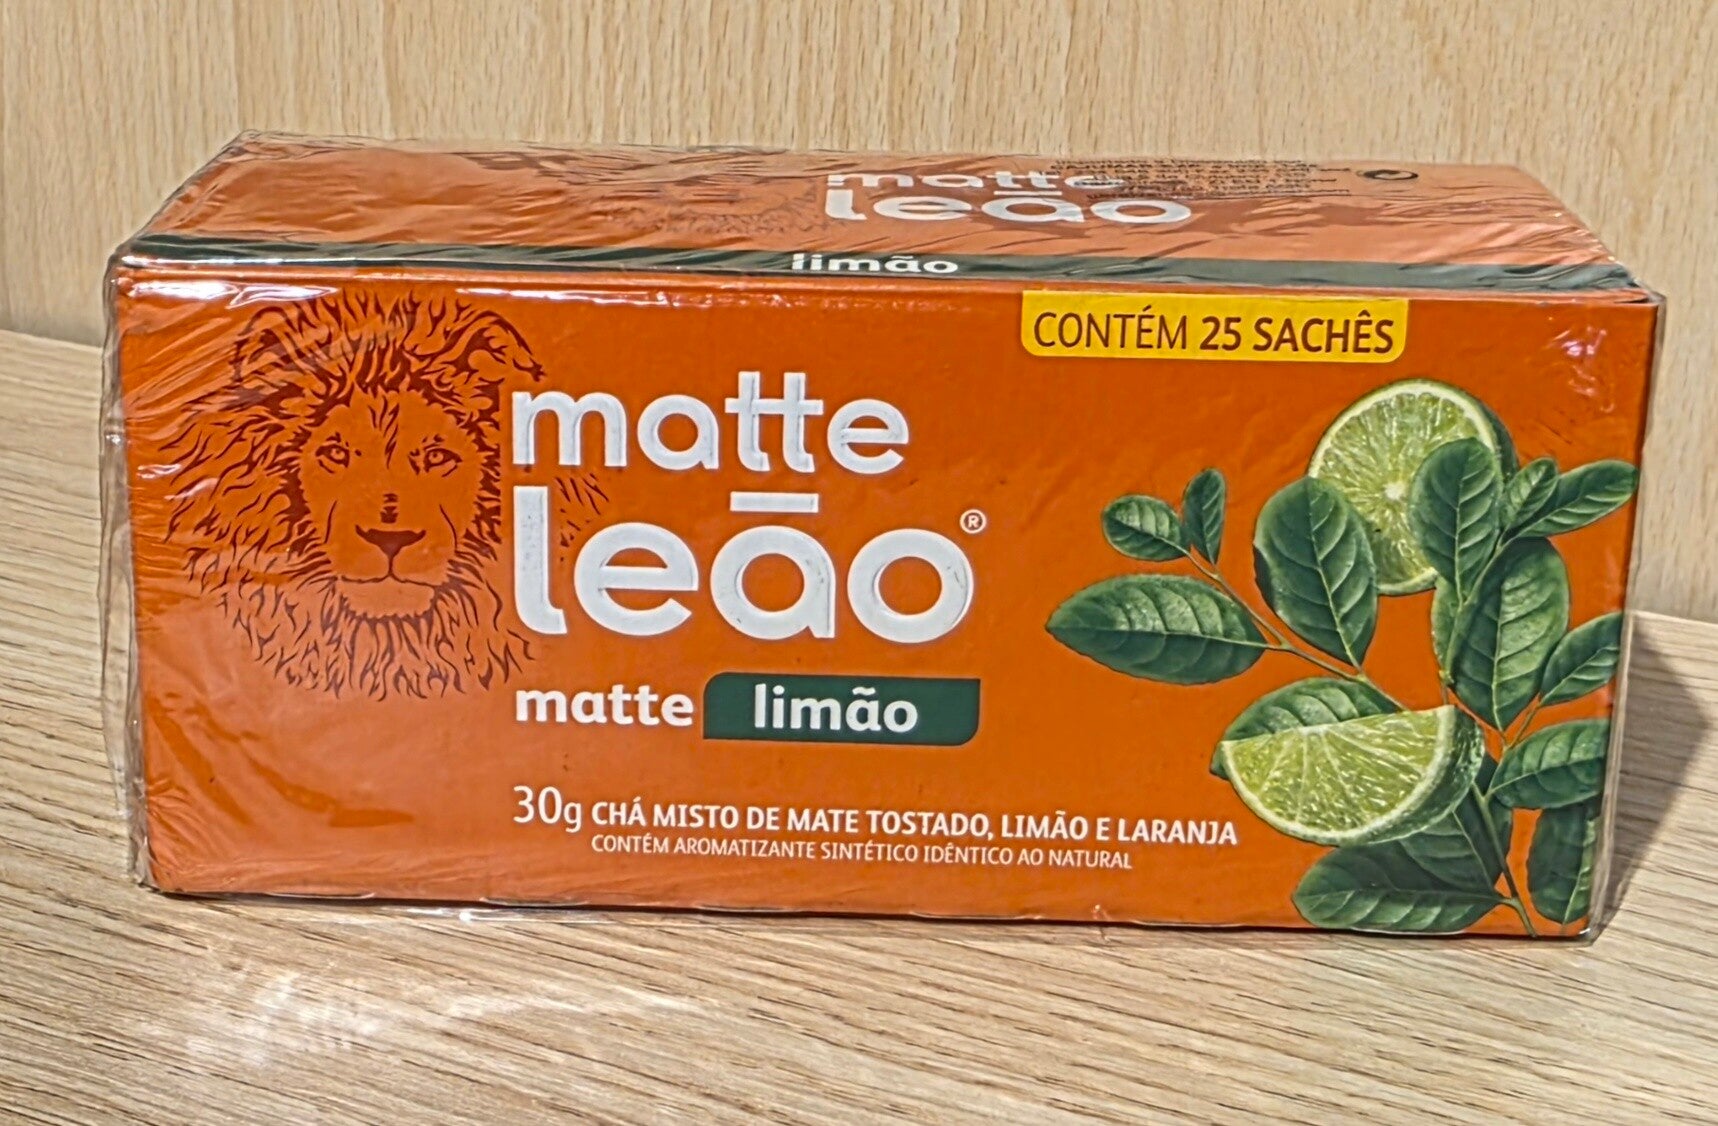 matte
leão
limão
CONTÉM 25 SACHÊS
matte
leão®
matte limão
30g CHÁ MISTO DE MATE TOSTADO, LIMÃO E LARANJA
CONTÉM AROMATIZANTE SINTÉTICO IDÊNTICO AO NATURAL